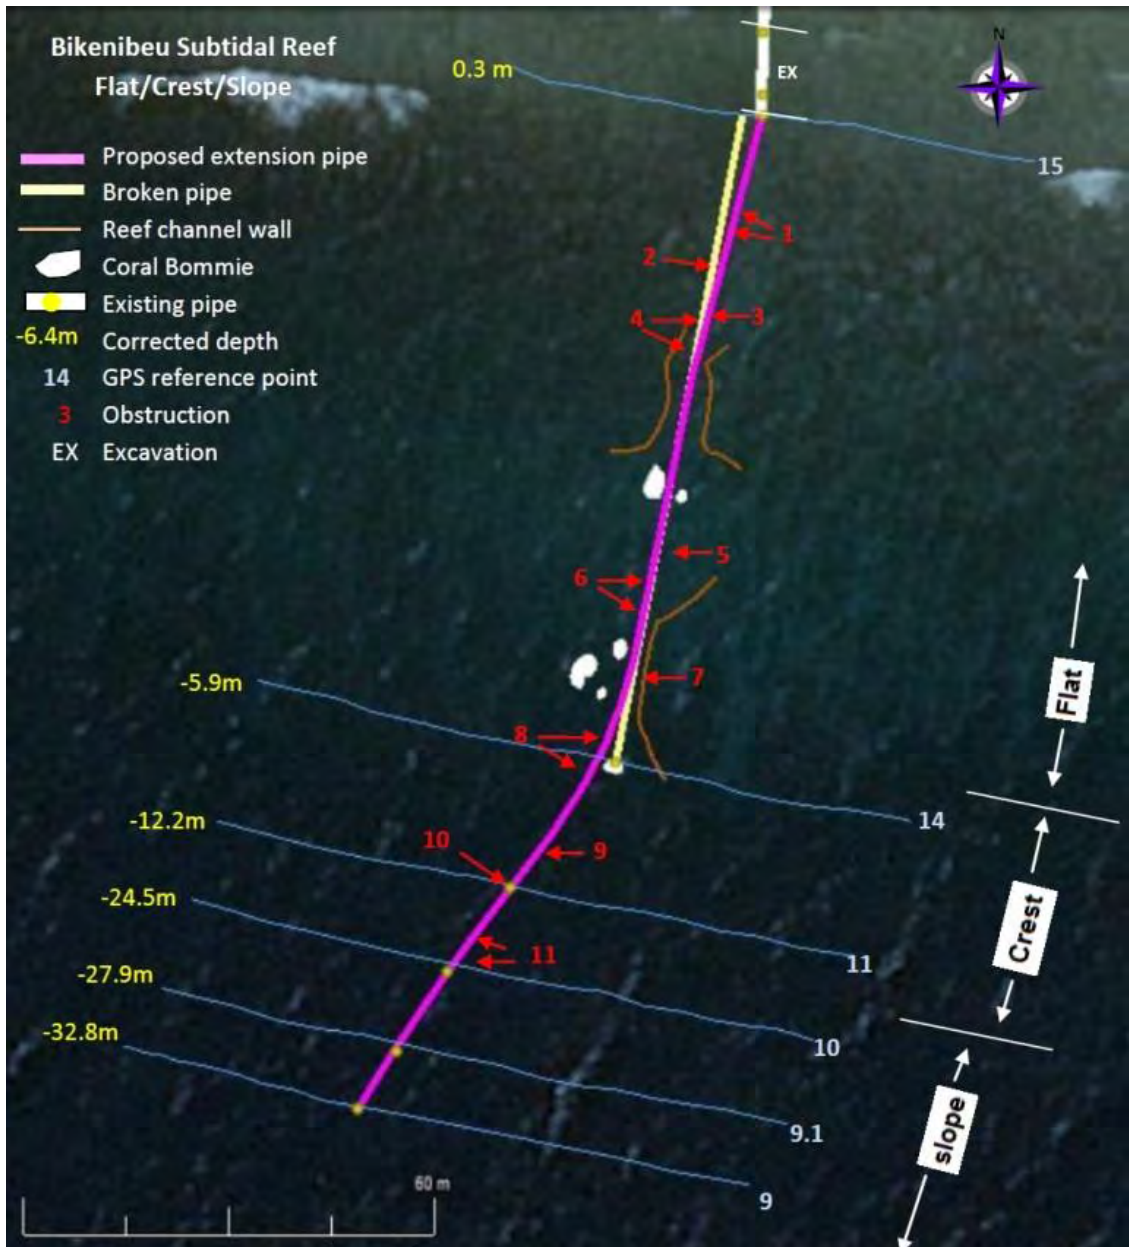 Bikenibeu Subtidal Reef
Flat/Crest/Slope
N
0.3 m
EX
15
Proposed extension pipe
Broken pipe
Reef channel wall
Coral Bommie
Existing pipe
-6.4m Corrected depth
14 GPS reference point
3 Obstruction
EX Excavation
1
2
3
4
5
6
7
Flat
-5.9m
8
14
-12.2m
10
9
Crest
-24.5m
11
11
-27.9m
10
-32.8m
9.1
slope
60 m
9